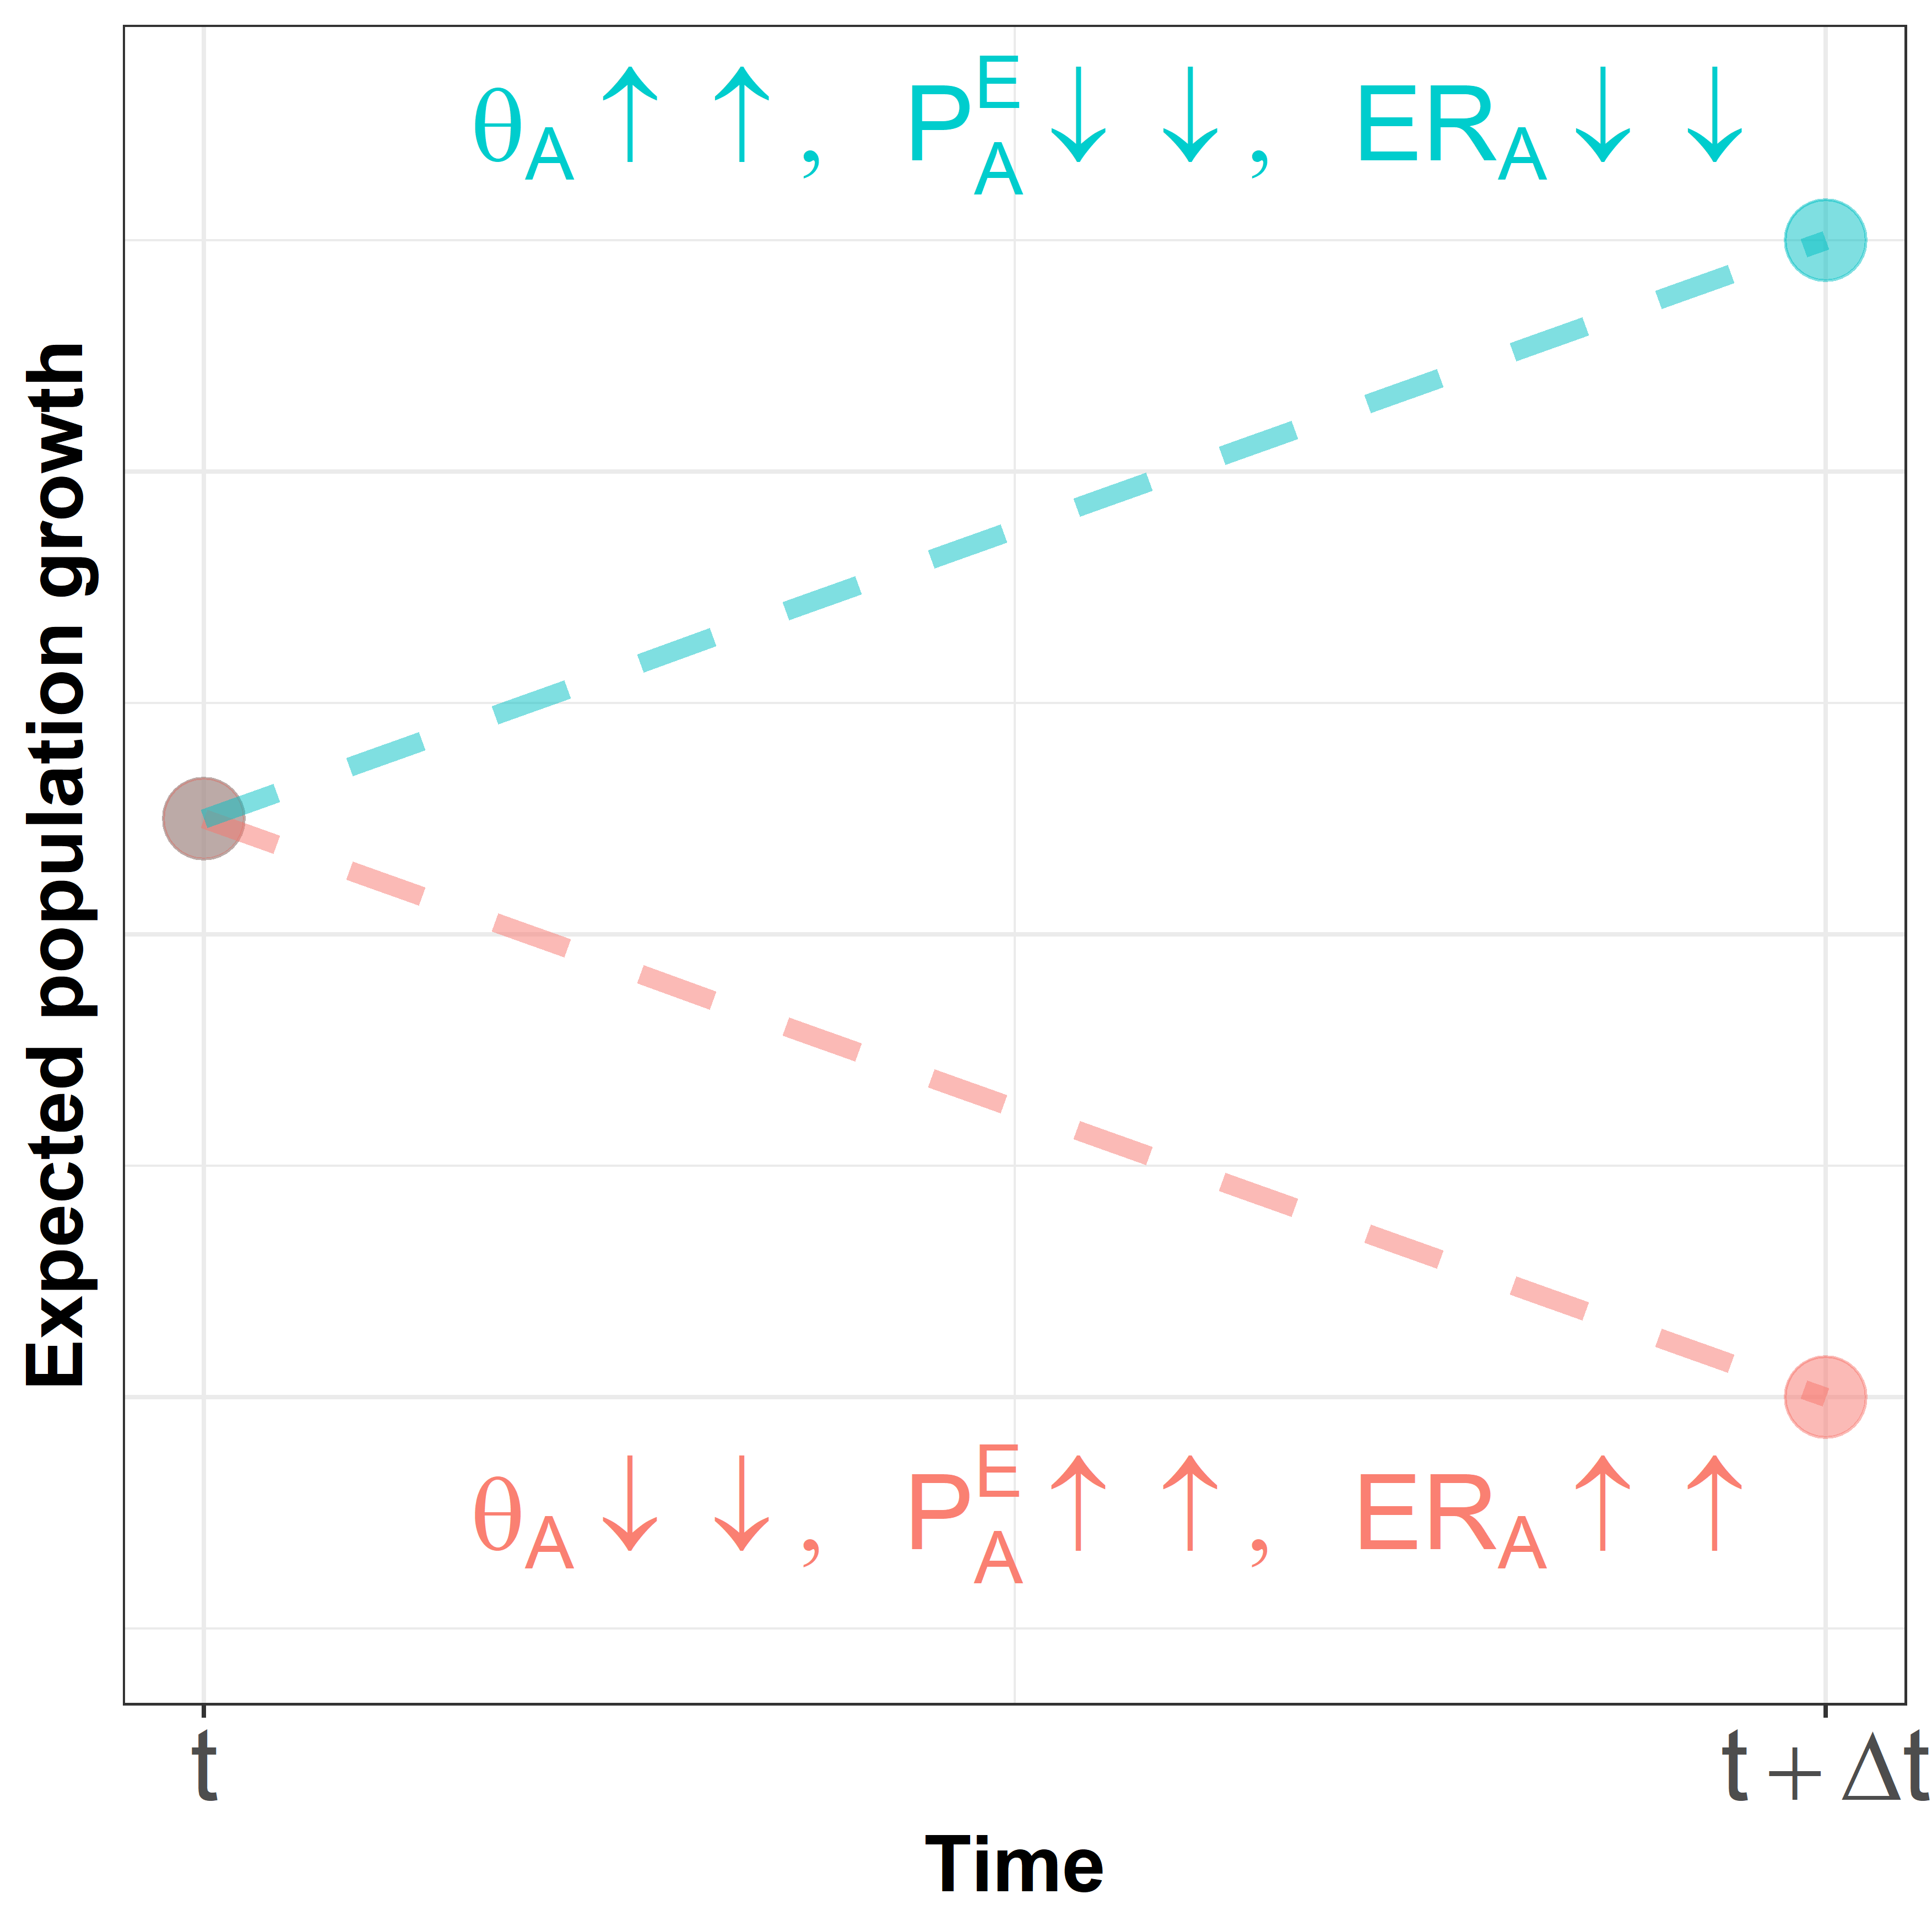 θA ↑ ↑, PAE ↓ ↓, ERA ↓ ↓
Expected population growth
θA ↓ ↓, PAE ↑ ↑, ERA ↑ ↑
t
t + Δt
Time